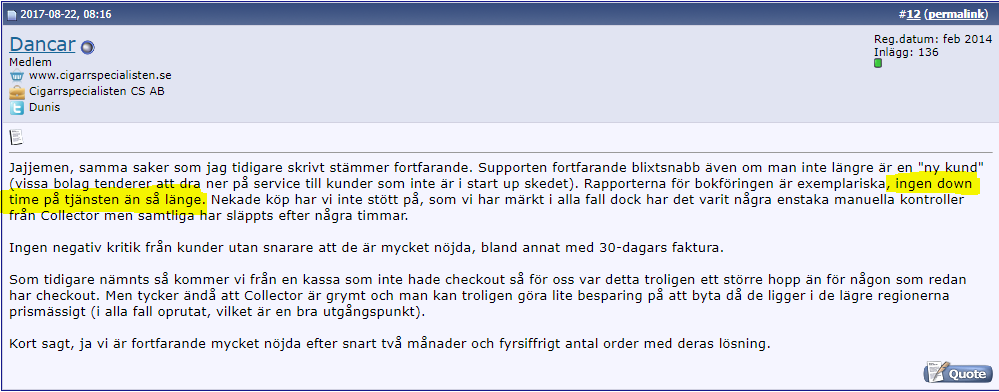 2017-08-22, 08:16
#12 (permalink)
Dancar
Reg.datum: feb 2014
Medlem
Inlägg: 136
www.cigarrspecialisten.se
Cigarrspecialisten CS AB
Dunis
Jajjemen, samma saker som jag tidigare skrivt stämmer fortfarande. Supporten fortfarande blixtsnabb även om man inte längre är en "ny kund"
(vissa bolag tenderer att dra ner på service till kunder som inte är i start up skedet). Rapporterna för bokföringen är exemplariska, ingen down
time på tjänsten än så länge. Nekade köp har vi inte stött på, som vi har märkt i alla fall dock har det varit några enstaka manuella kontroller
från Collector men samtliga har släppts efter några timmar.
Ingen negativ kritik från kunder utan snarare att de är mycket nöjda, bland annat med 30-dagars faktura.
Som tidigare nämnts så kommer vi från en kassa som inte hade checkout så för oss var detta troligen ett större hopp än för någon som redan
har checkout. Men tycker ändå att Collector är grymt och man kan troligen göra lite besparing på att byta då de ligger i de lägre regionerna
prismässigt (i alla fall oprutat, vilket är en bra utgångspunkt).
Kort sagt, ja vi är fortfarande mycket nöjda efter snart två månader och fyrsiffrigt antal order med deras lösning.
Quote